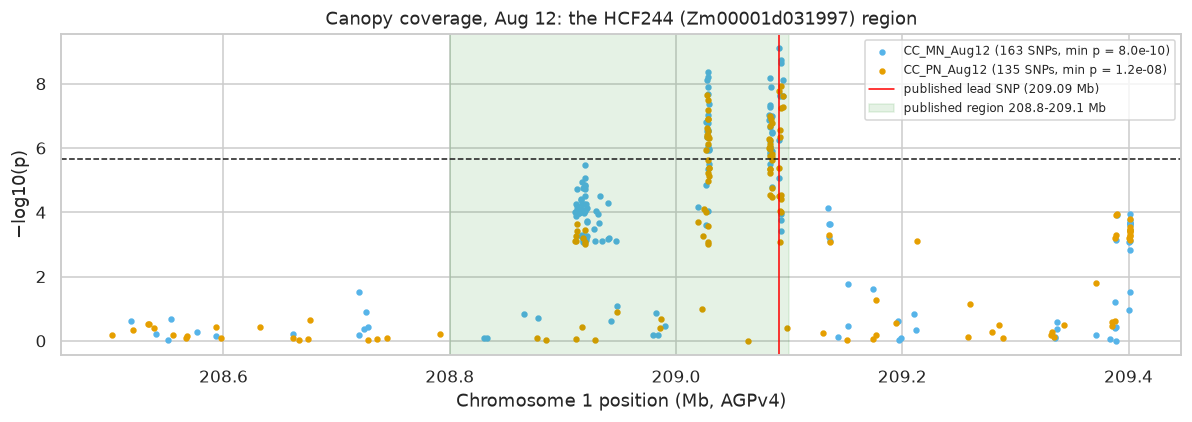 Canopy coverage, Aug 12: the HCF244 (Zm00001d031997) region
CC_MN_Aug12 (163 SNPs, min p = 8.0e-10)
CC_PN_Aug12 (135 SNPs, min p = 1.2e-08)
published lead SNP (209.09 Mb)
published region 208.8-209.1 Mb
−log10(p)
8
6
4
2
0
208.6
208.8
209.0
209.2
209.4
Chromosome 1 position (Mb, AGPv4)